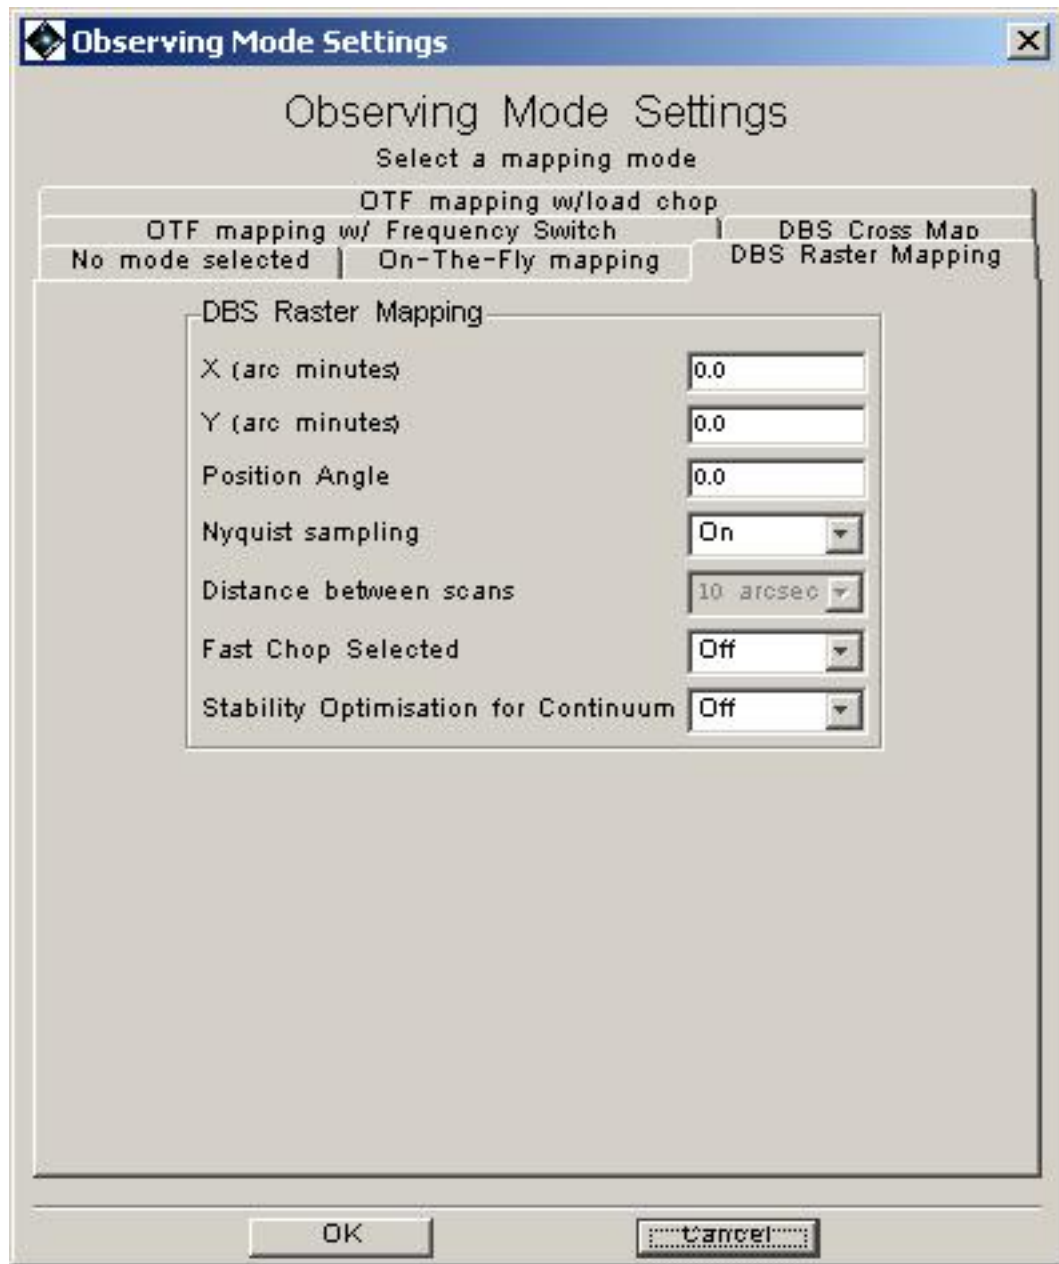 Observing Mode Settings
Observing Mode Settings
Select a mapping mode
OTF mapping w/load chop
OTF mapping w/ Frequency Switch
DBS Cross Map
No mode selected
On-The-Fly mapping
DBS Raster Mapping
DBS Raster Mapping
X (arc minutes)
0.0
Y (arc minutes)
0.0
Position Angle
0.0
Nyquist sampling
On
Distance between scans
10 arcsec
Fast Chop Selected
Off
Stability Optimisation for Continuum
Off
OK
Cancel